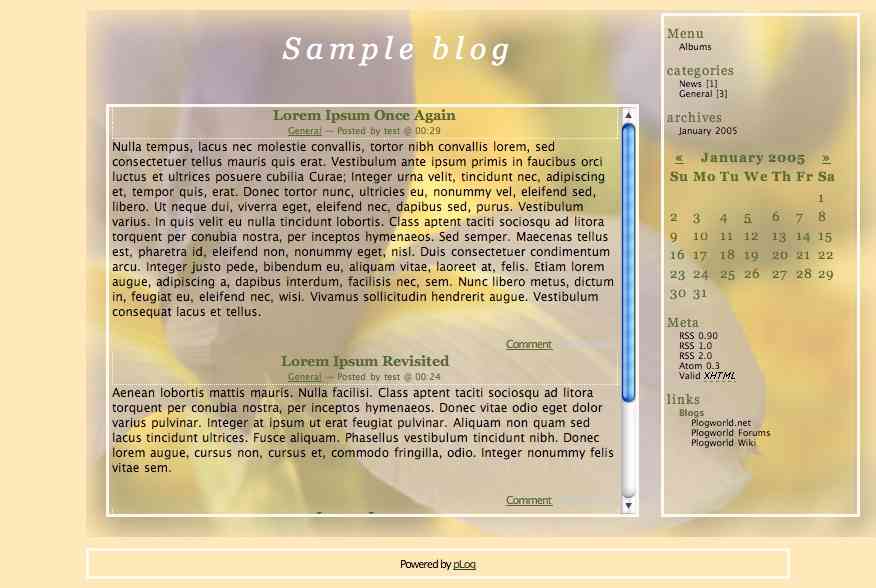 Sample blog
Lorem Ipsum Once Again
General — Posted by test @ 00:29
Nulla tempus, lacus nec molestie convallis, tortor nibh convallis lorem, sed
consectetuer tellus mauris quis erat. Vestibulum ante ipsum primis in faucibus orci
luctus et ultrices posuere cubilia Curae; Integer urna velit, tincidunt nec, adipiscing
et, tempor quis, erat. Donec tortor nunc, ultricies eu, nonummy vel, eleifend sed,
libero. Ut neque dui, viverra eget, eleifend nec, dapibus sed, purus. Vestibulum
varius. In quis velit eu nulla tincidunt lobortis. Class aptent taciti sociosqu ad litora
torquent per conubia nostra, per inceptos hymenaeos. Sed semper. Maecenas tellus
est, pharetra id, eleifend non, nonummy eget, nisl. Duis consectetuer condimentum
arcu. Integer justo pede, bibendum eu, aliquam vitae, laoreet at, felis. Etiam lorem
augue, adipiscing a, dapibus interdum, facilisis nec, sem. Nunc libero metus, dictum
in, feugiat eu, eleifend nec, wisi. Vivamus sollicitudin hendrerit augue. Vestibulum
consequat lacus et tellus.
Comment
Lorem Ipsum Revisited
General — Posted by test @ 00:24
Aenean lobortis mattis mauris. Nulla facilisi. Class aptent taciti sociosqu ad litora
torquent per conubia nostra, per inceptos hymenaeos. Donec vitae odio eget dolor
varius pulvinar. Integer at ipsum ut erat feugiat pulvinar. Aliquam non quam sed
lacus tincidunt ultrices. Fusce aliquam. Phasellus vestibulum tincidunt nibh. Donec
lorem augue, cursus non, cursus et, commodo fringilla, odio. Integer nonummy felis
vitae sem.
Comment
Menu
Albums
categories
News [1]
General [3]
archives
January 2005
« January 2005 »
Su Mo Tu We Th Fr Sa
1
2 3 4 5 6 7 8
9 10 11 12 13 14 15
16 17 18 19 20 21 22
23 24 25 26 27 28 29
30 31
Meta
RSS 0.90
RSS 1.0
RSS 2.0
Atom 0.3
Valid XHTML
links
Blogs
Plogworld.net
Plogworld Forums
Plogworld Wiki
Powered by pLog